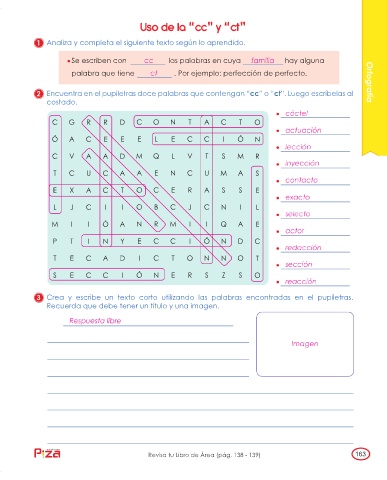 Uso de la “cc” y “ct”
1 Analiza y completa el siguiente texto según lo aprendido.
• Se escriben con cc las palabras en cuya familia hay alguna
palabra que tiene ct . Por ejemplo: perfección de perfecto.
Ortografía
2 Encuentra en el pupiletras doce palabras que contengan “cc” o “ct”. Luego escríbelas al
costado.
C G R R D C O N T A C T O
Ó A C E E E L E C C I Ó N
C V A A D M Q L V T S M R
T C U C A A E N C U M A S
E X A C T O C E R A S S E
L J C I I O B C J C N I L
M I I Ó A N R M I I Q A E
P T I N Y E C C I Ó N D C
T E C A D I C T O N N O T
S E C C I Ó N E R S Z S O
• cóctel
• actuación
• lección
• inyección
• contacto
• exacto
• selecto
• actor
• redacción
• sección
• reacción
3 Crea y escribe un texto corto utilizando las palabras encontradas en el pupiletras.
Recuerda que debe tener un título y una imagen.
Respuesta libre
Imagen
Pizza
Revisa tu Libro de Área (pág. 138 - 139)
163